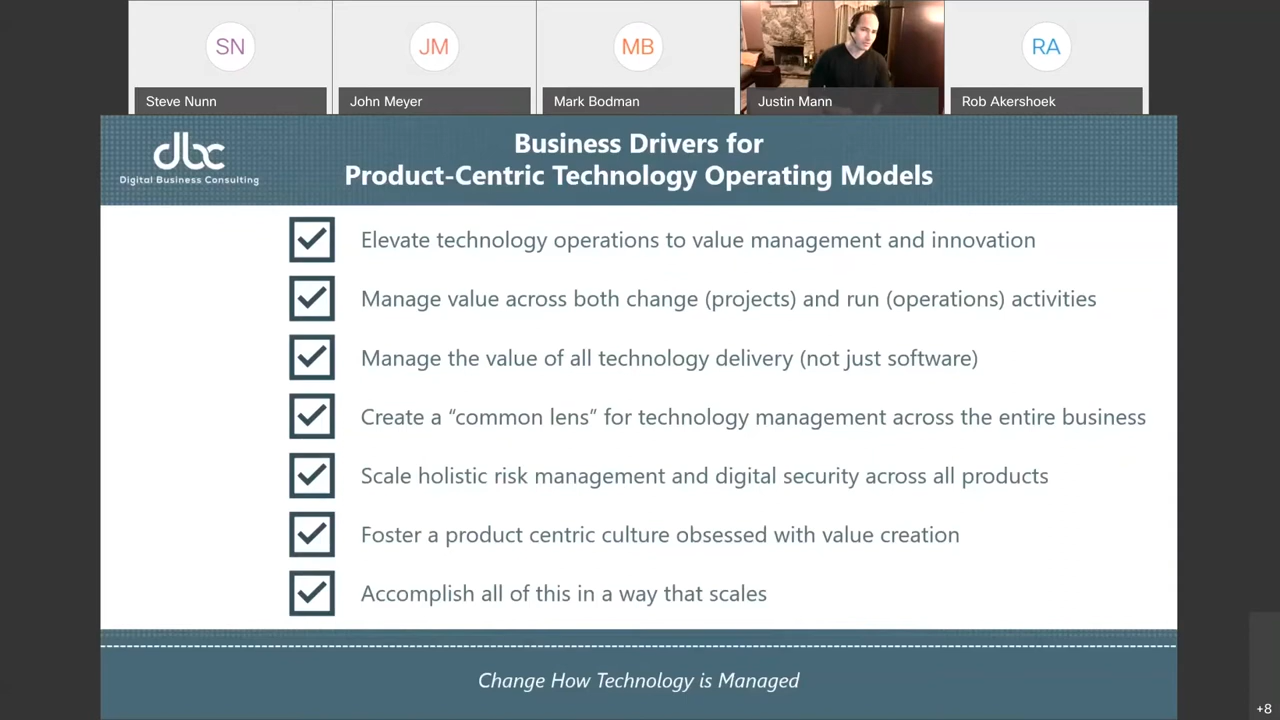 SN
JM
MB
RA
Steve Nunn
John Meyer
Mark Bodman
Justin Mann
Rob Akershoek
dbc
Digital Business Consulting
Business Drivers for
Product-Centric Technology Operating Models
Elevate technology operations to value management and innovation
Manage value across both change (projects) and run (operations) activities
Manage the value of all technology delivery (not just software)
Create a “common lens” for technology management across the entire business
Scale holistic risk management and digital security across all products
Foster a product centric culture obsessed with value creation
Accomplish all of this in a way that scales
Change How Technology is Managed
+8